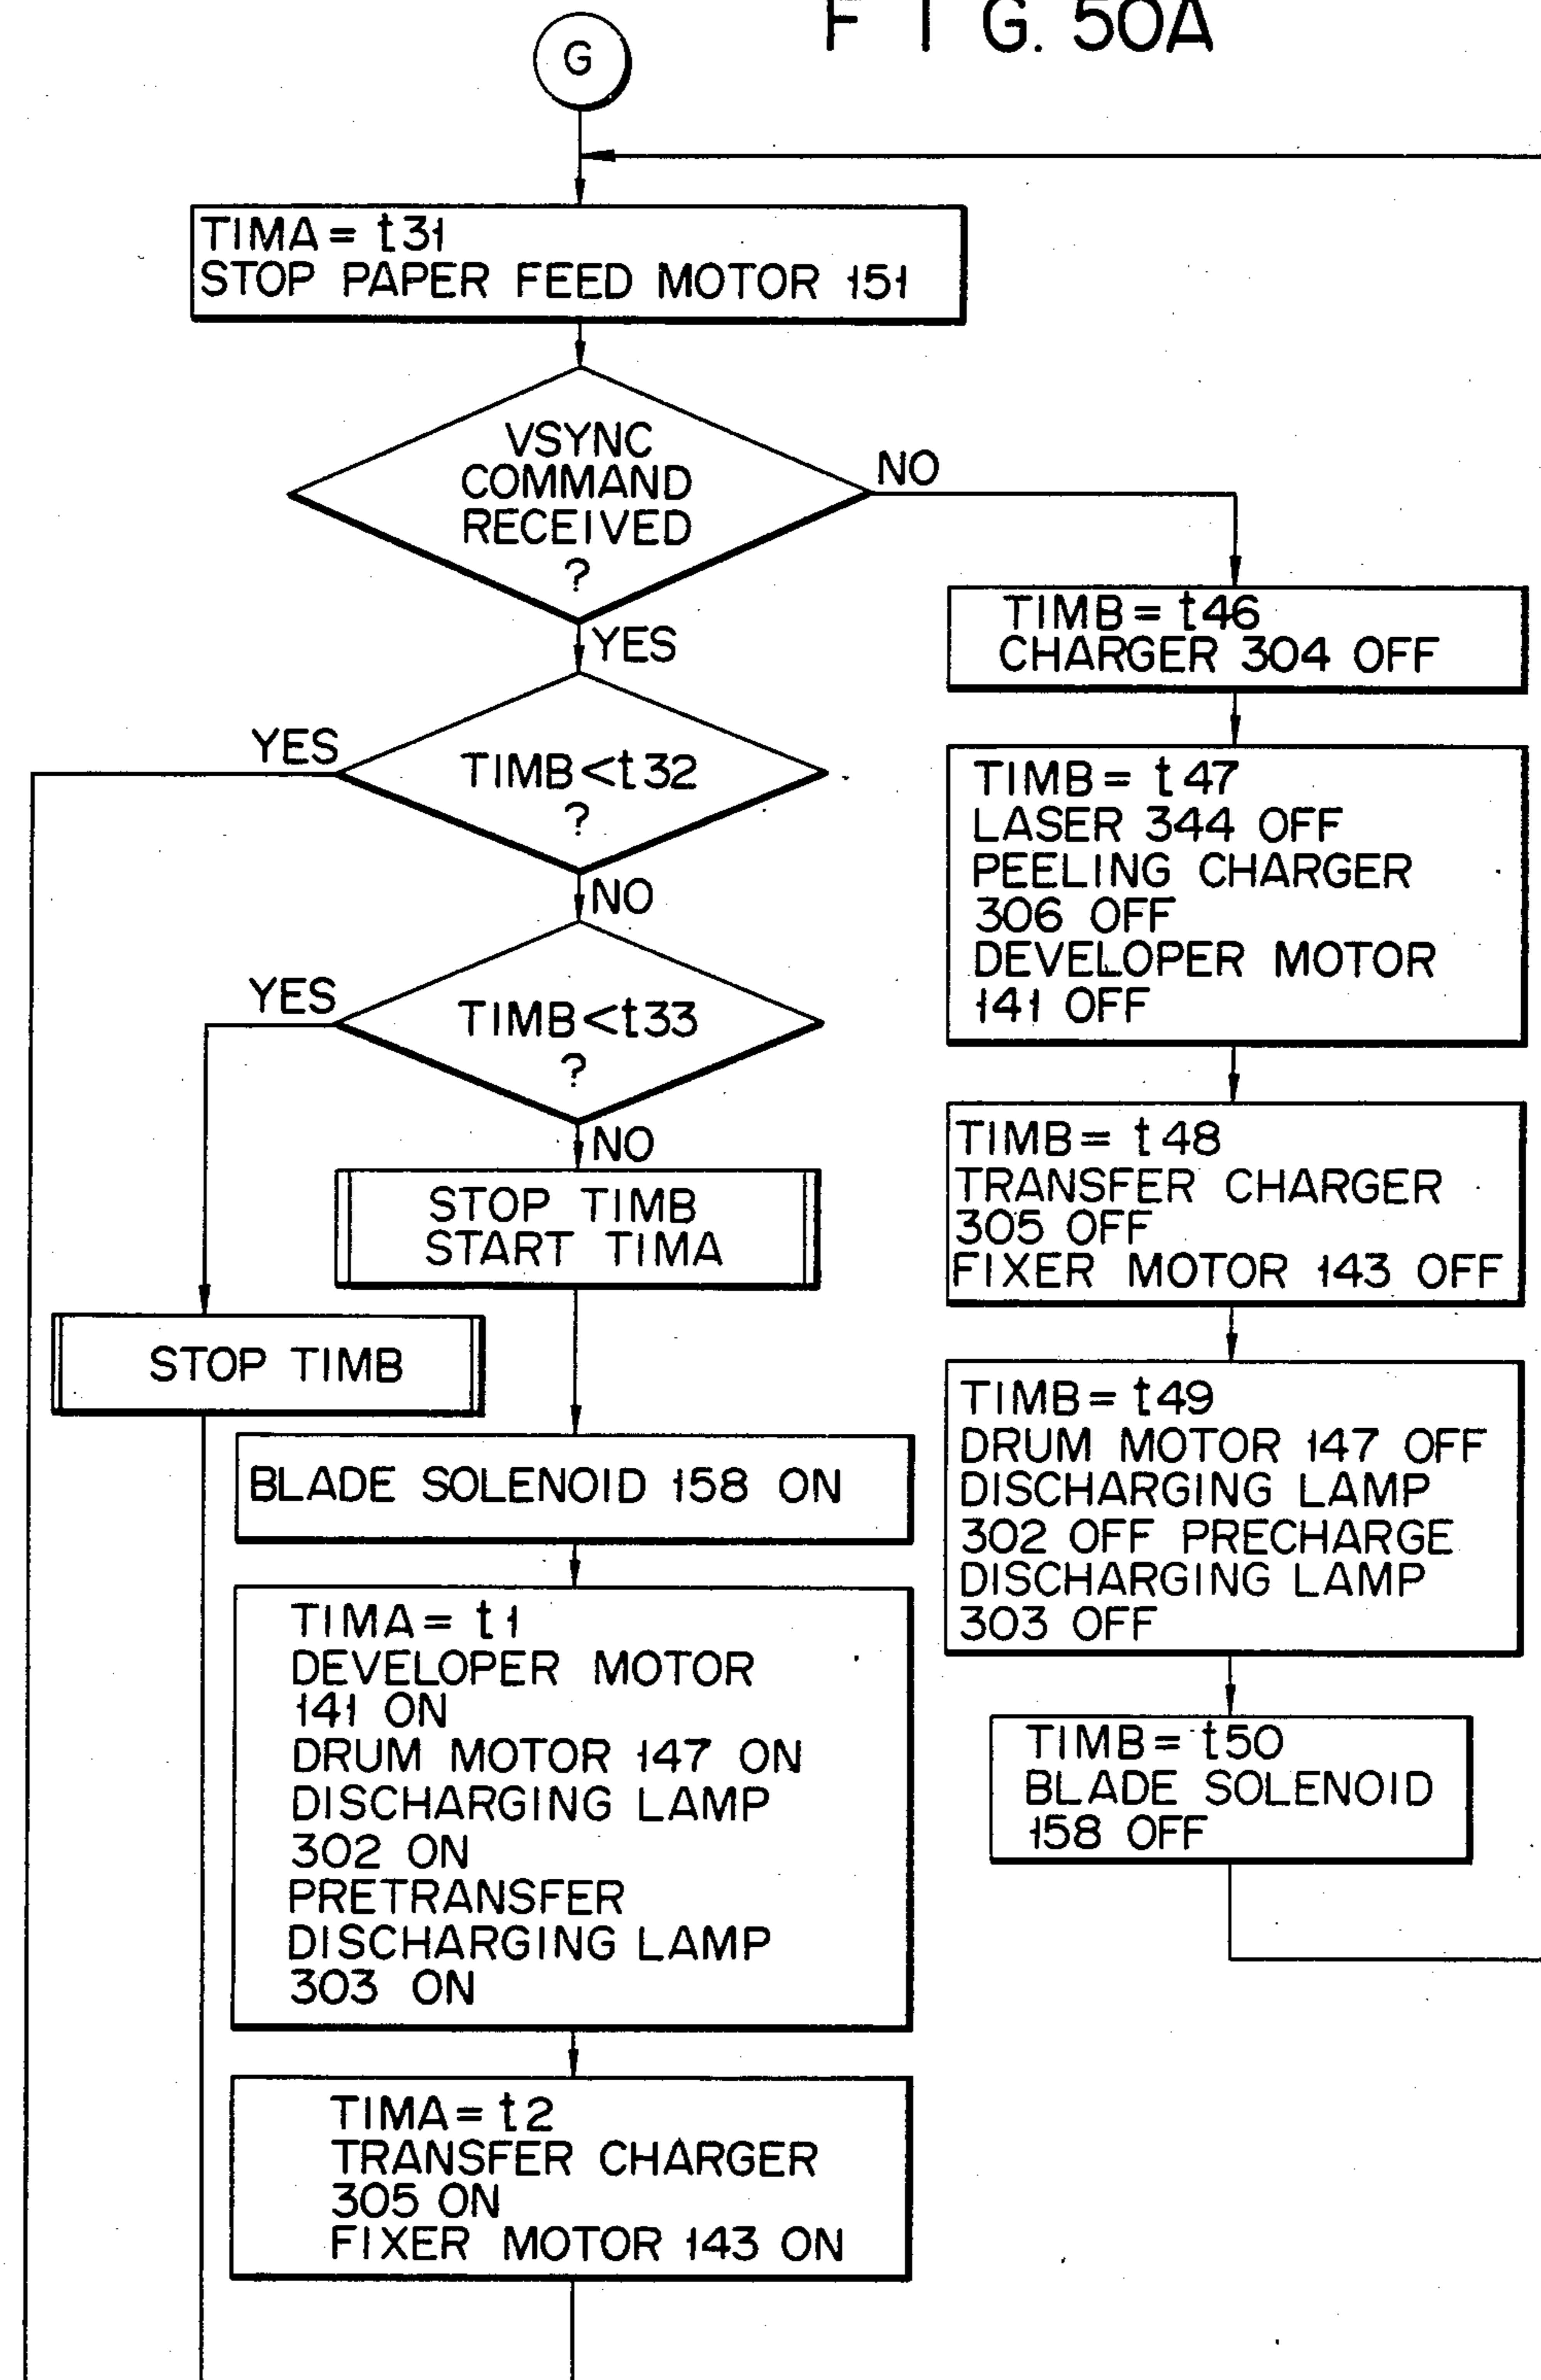 F I G. 50A
G
TIMA = t31
STOP PAPER FEED MOTOR 151
VSYNC
COMMAND
RECEIVED
?
NO
YES
TIMB<t32
?
YES
NO
TIMB<t33
?
YES
NO
STOP TIMB
START TIMA
STOP TIMB
BLADE SOLENOID 158 ON
TIMA = t1
DEVELOPER MOTOR
141 ON
DRUM MOTOR 147 ON
DISCHARGING LAMP
302 ON
PRETRANSFER
DISCHARGING LAMP
303 ON
TIMA = t2
TRANSFER CHARGER
305 ON
FIXER MOTOR 143 ON
TIMB = t46
CHARGER 304 OFF
TIMB = t47
LASER 344 OFF
PEELING CHARGER
306 OFF
DEVELOPER MOTOR
141 OFF
TIMB = t48
TRANSFER CHARGER
305 OFF
FIXER MOTOR 143 OFF
TIMB = t49
DRUM MOTOR 147 OFF
DISCHARGING LAMP
302 OFF PRECHARGE
DISCHARGING LAMP
303 OFF
TIMB = t50
BLADE SOLENOID
158 OFF